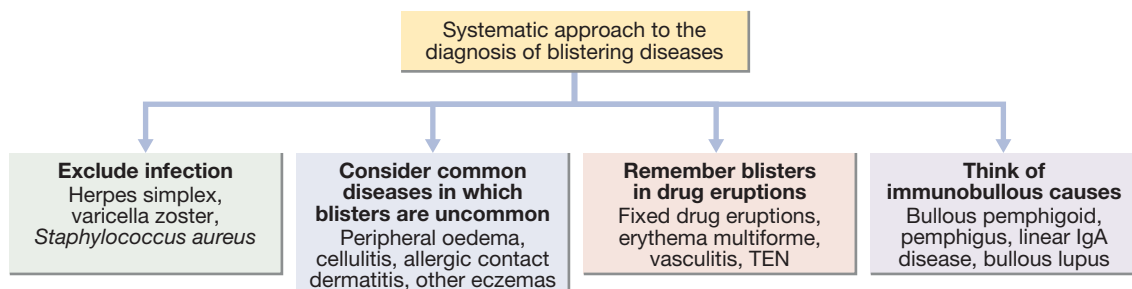 Systematic approach to the
diagnosis of blistering diseases
Exclude infection
Herpes simplex,
varicella zoster,
Staphylococcus aureus
Consider common
diseases in which
blisters are uncommon
Peripheral oedema,
cellulitis, allergic contact
dermatitis, other eczemas
Remember blisters
in drug eruptions
Fixed drug eruptions,
erythema multiforme,
vasculitis, TEN
Think of
immunobullous causes
Bullous pemphigoid,
pemphigus, linear IgA
disease, bullous lupus